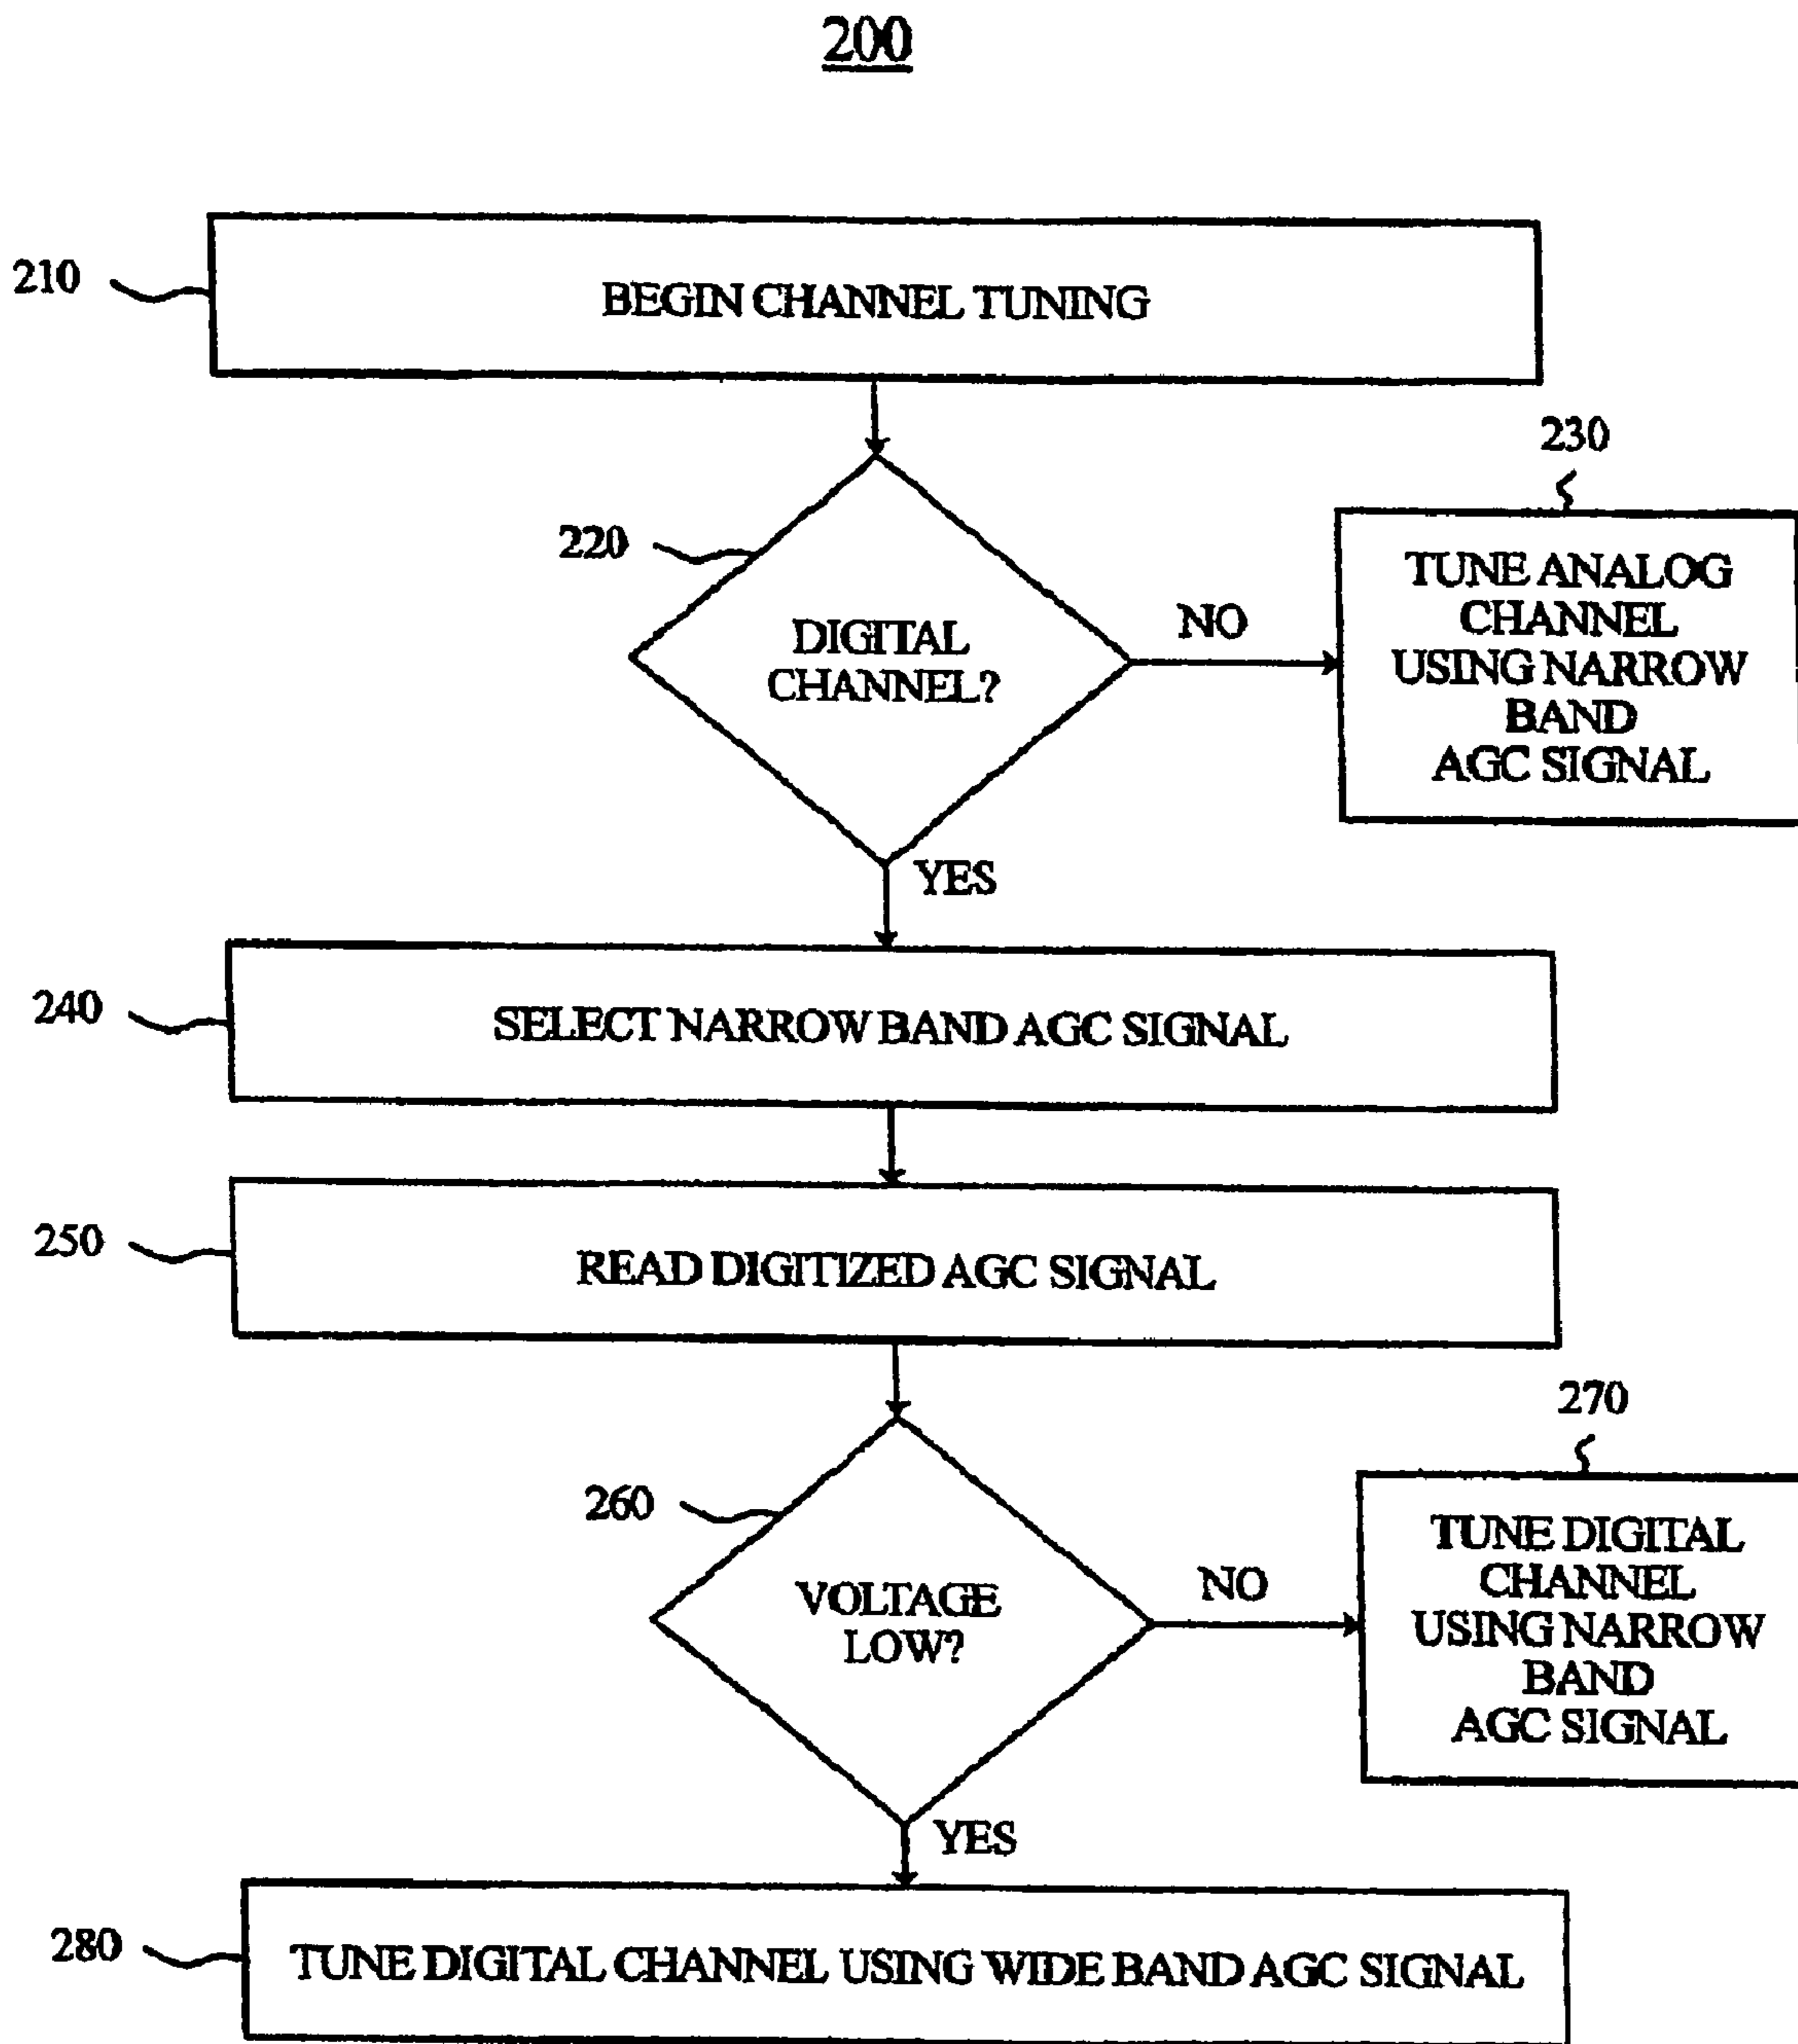 200
210
BEGIN CHANNEL TUNING
230
220
DIGITAL
CHANNEL?
NO
TUNE ANALOG
CHANNEL
USING NARROW
BAND
AGC SIGNAL
YES
240
SELECT NARROW BAND AGC SIGNAL
250
READ DIGITIZED AGC SIGNAL
270
260
VOLTAGE
LOW?
NO
TUNE DIGITAL
CHANNEL
USING NARROW
BAND
AGC SIGNAL
YES
280
TUNE DIGITAL CHANNEL USING WIDE BAND AGC SIGNAL